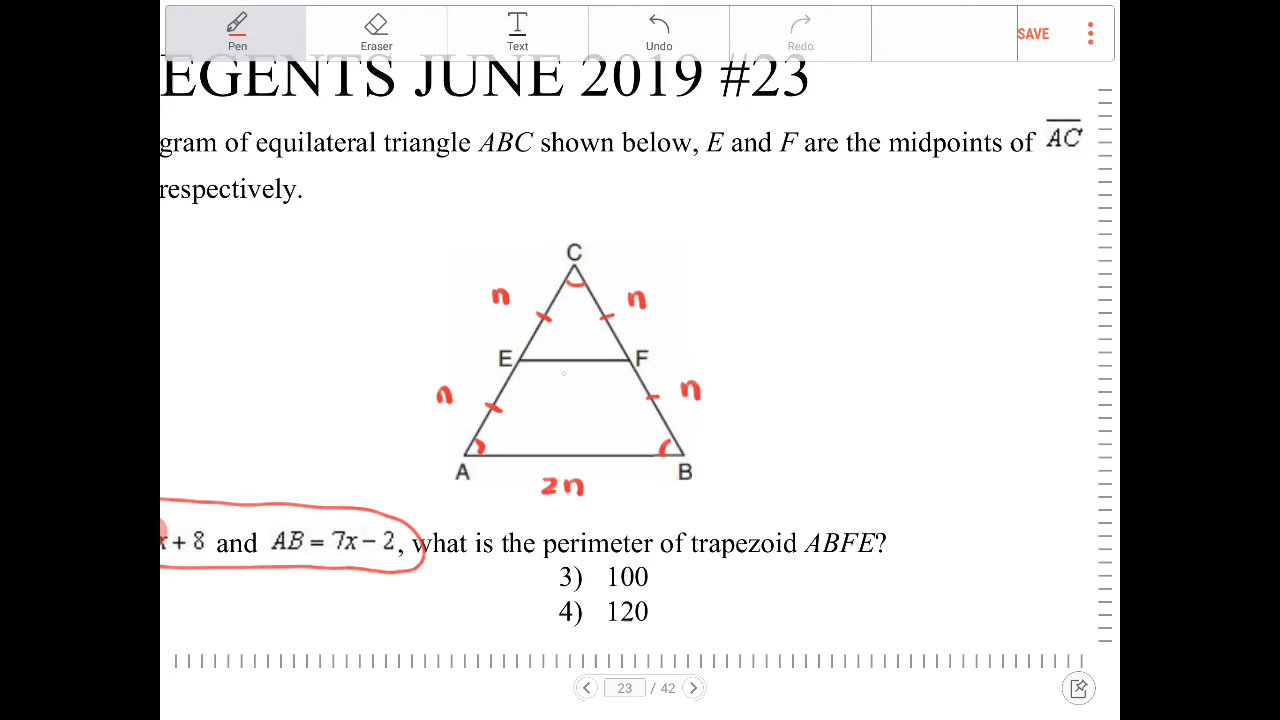 Pen Eraser Text Undo Redo SAVE
EGENTS JUNE 2019 #23
gram of equilateral triangle ABC shown below, E and F are the midpoints of AC
respectively.
C
n n
E F
n n
A B
2n
x + 8 and AB = 7x − 2, what is the perimeter of trapezoid ABFE?
3) 100
4) 120
23 / 42